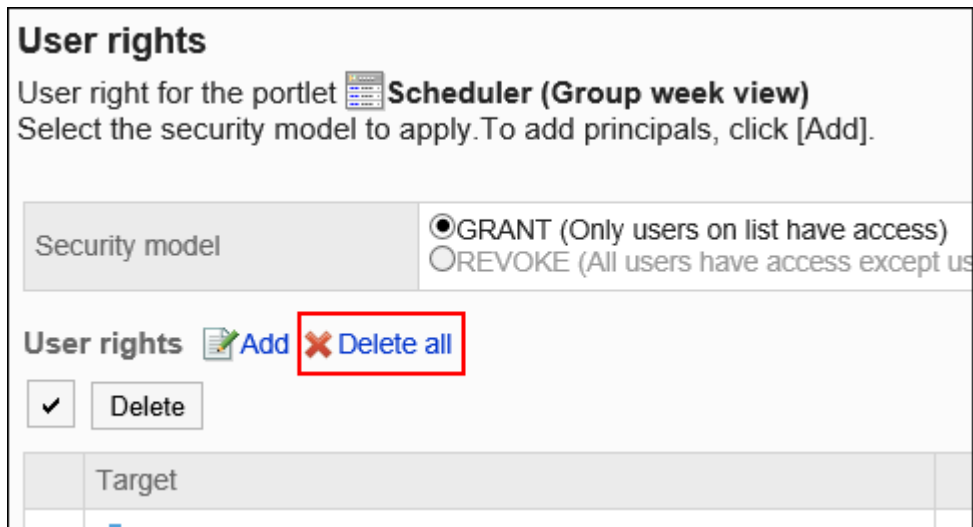 User rights
User right for the portlet Scheduler (Group week view)
Select the security model to apply.To add principals, click [Add].
Security model
GRANT (Only users on list have access)
REVOKE (All users have access except us
User rights Add Delete all
Delete
Target